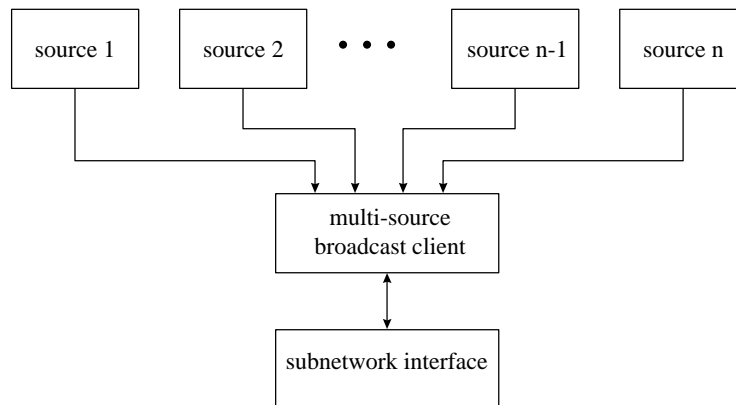 source 1
source 2
• • •
source n-1
source n
multi-source
broadcast client
subnetwork interface